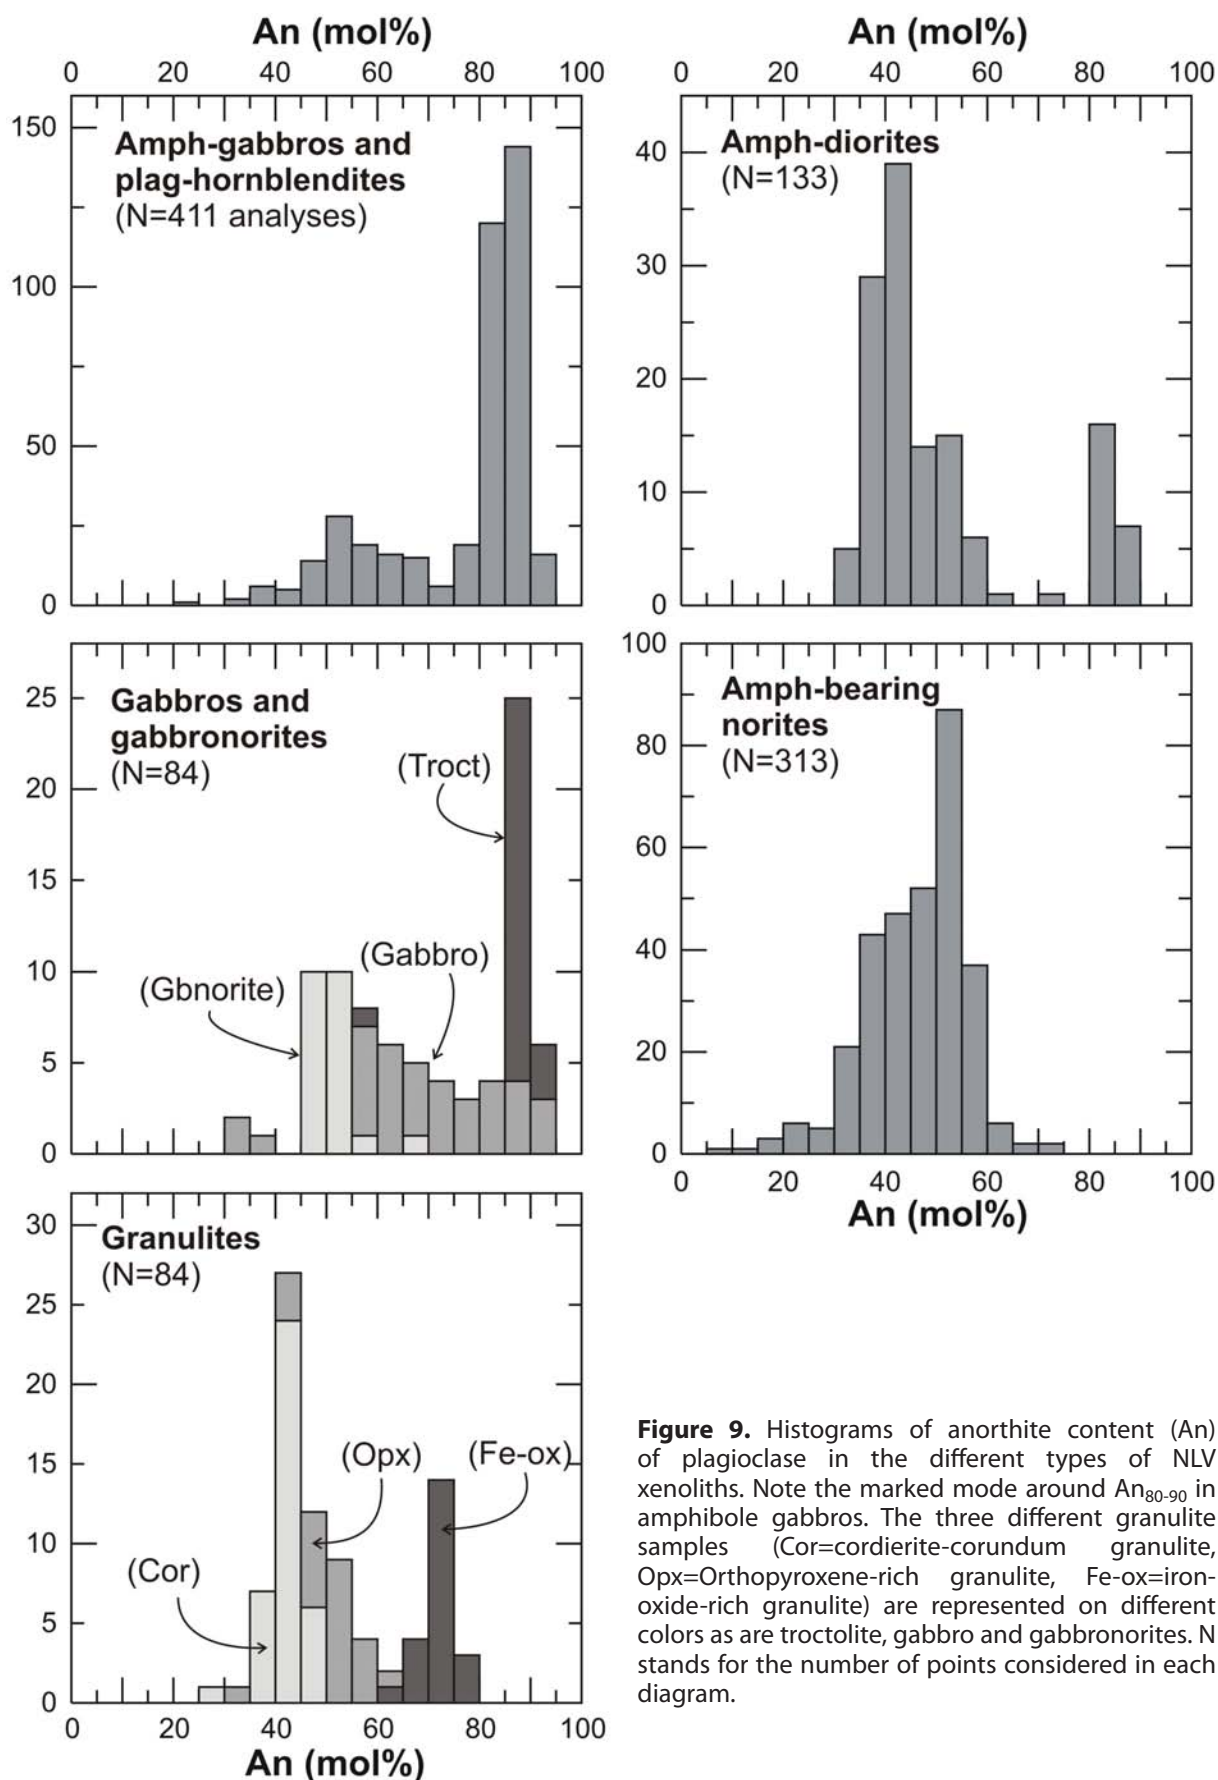 An (mol%)
0 20 40 60 80 100
150
100
50
0
Amph-gabbros and
plag-hornblendites
(N=411 analyses)
An (mol%)
0 20 40 60 80 100
40
30
20
10
0
Amph-diorites
(N=133)
25
20
15
10
5
0
Gabbros and
gabbronorites
(N=84)
(Troct)
(Gabbro)
(Gbnorite)
100
80
60
40
20
0
Amph-bearing
norites
(N=313)
0 20 40 60 80 100
An (mol%)
30
25
20
15
10
5
0
Granulites
(N=84)
(Opx)
(Fe-ox)
(Cor)
0 20 40 60 80 100
An (mol%)
Figure 9. Histograms of anorthite content (An)
of plagioclase in the different types of NLV
xenoliths. Note the marked mode around An80-90 in
amphibole gabbros. The three different granulite
samples (Cor=cordierite-corundum granulite,
Opx=Orthopyroxene-rich granulite, Fe-ox=iron-
oxide-rich granulite) are represented on different
colors as are troctolite, gabbro and gabbronorites. N
stands for the number of points considered in each
diagram.